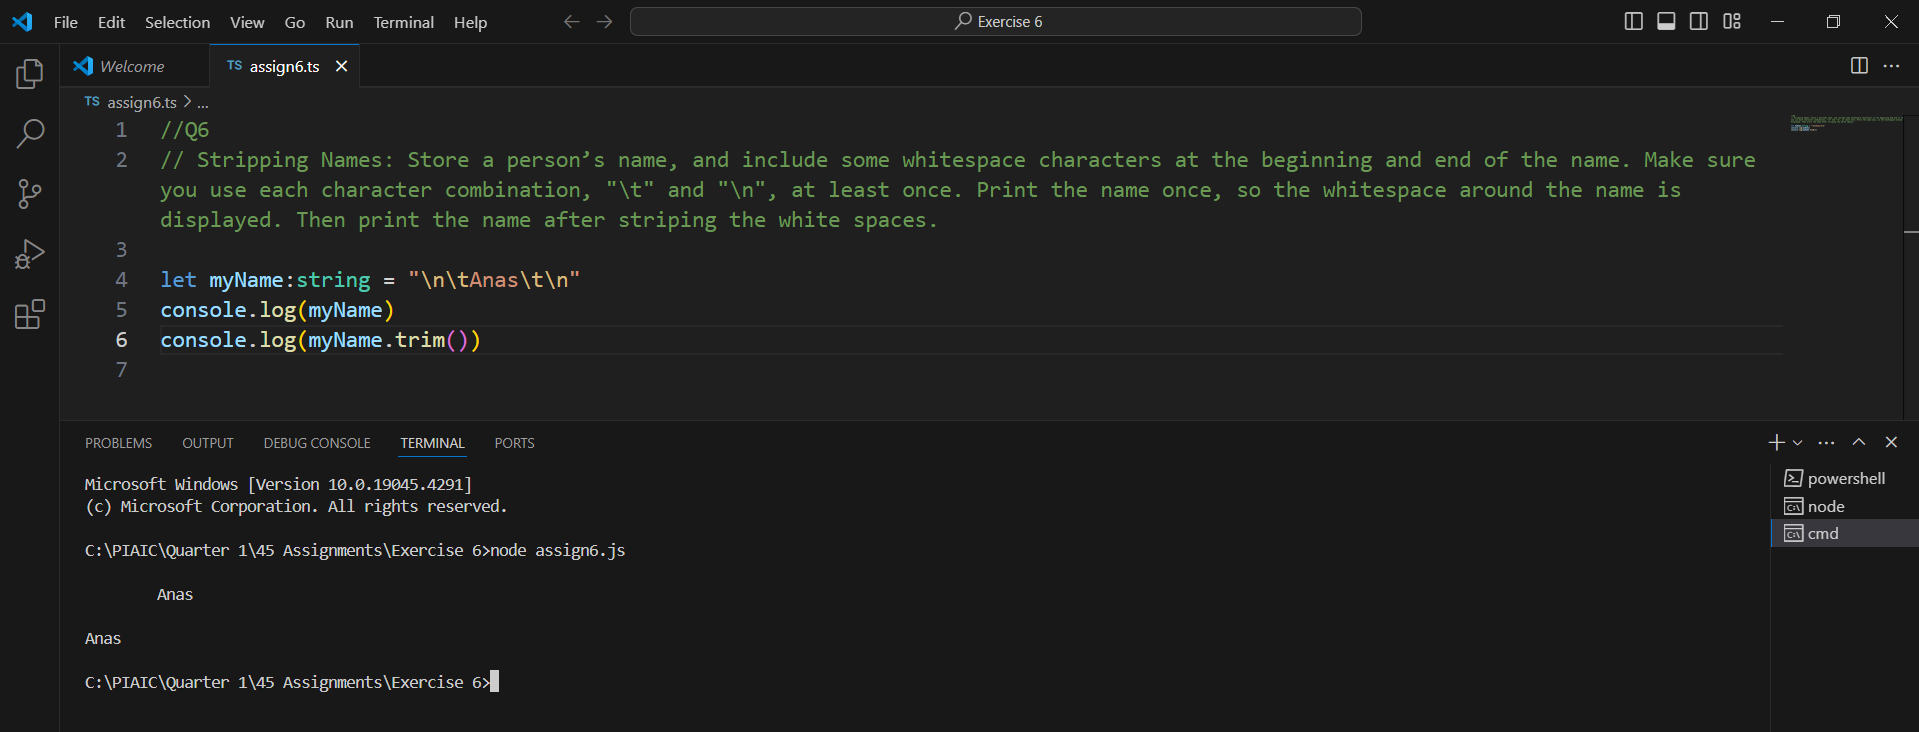 File Edit Selection View Go Run Terminal Help
Exercise 6
Welcome
TS assign6.ts
TS assign6.ts > ...
1 //Q6
2 // Stripping Names: Store a person’s name, and include some whitespace characters at the beginning and end of the name. Make sure
you use each character combination, "\t" and "\n", at least once. Print the name once, so the whitespace around the name is
displayed. Then print the name after striping the white spaces.
3
4 let myName:string = "\n\tAnas\t\n"
5 console.log(myName)
6 console.log(myName.trim())
7
PROBLEMS OUTPUT DEBUG CONSOLE TERMINAL PORTS
Microsoft Windows [Version 10.0.19045.4291]
(c) Microsoft Corporation. All rights reserved.
C:\PIAIC\Quarter 1\45 Assignments\Exercise 6>node assign6.js
Anas
Anas
C:\PIAIC\Quarter 1\45 Assignments\Exercise 6>
powershell
node
cmd